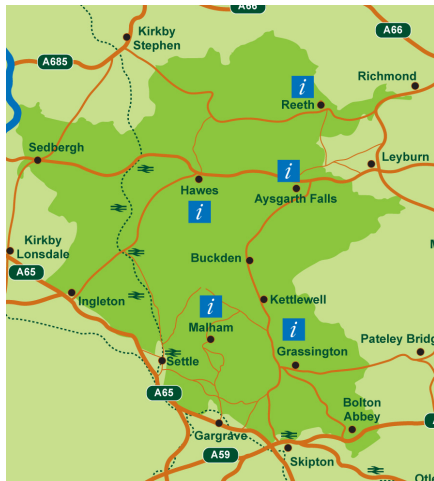 A66
Kirkby
Stephen
A66
A685
Richmond
i
Reeth
Sedbergh
Leyburn
i
Hawes
Aysgarth Falls
i
Kirkby
Lonsdale
Buckden
A65
Ingleton
Kettlewell
i
Malham
i
Pateley Bridg
Settle
Grassington
A65
Bolton
Abbey
Gargrave
A59
Skipton
Otle